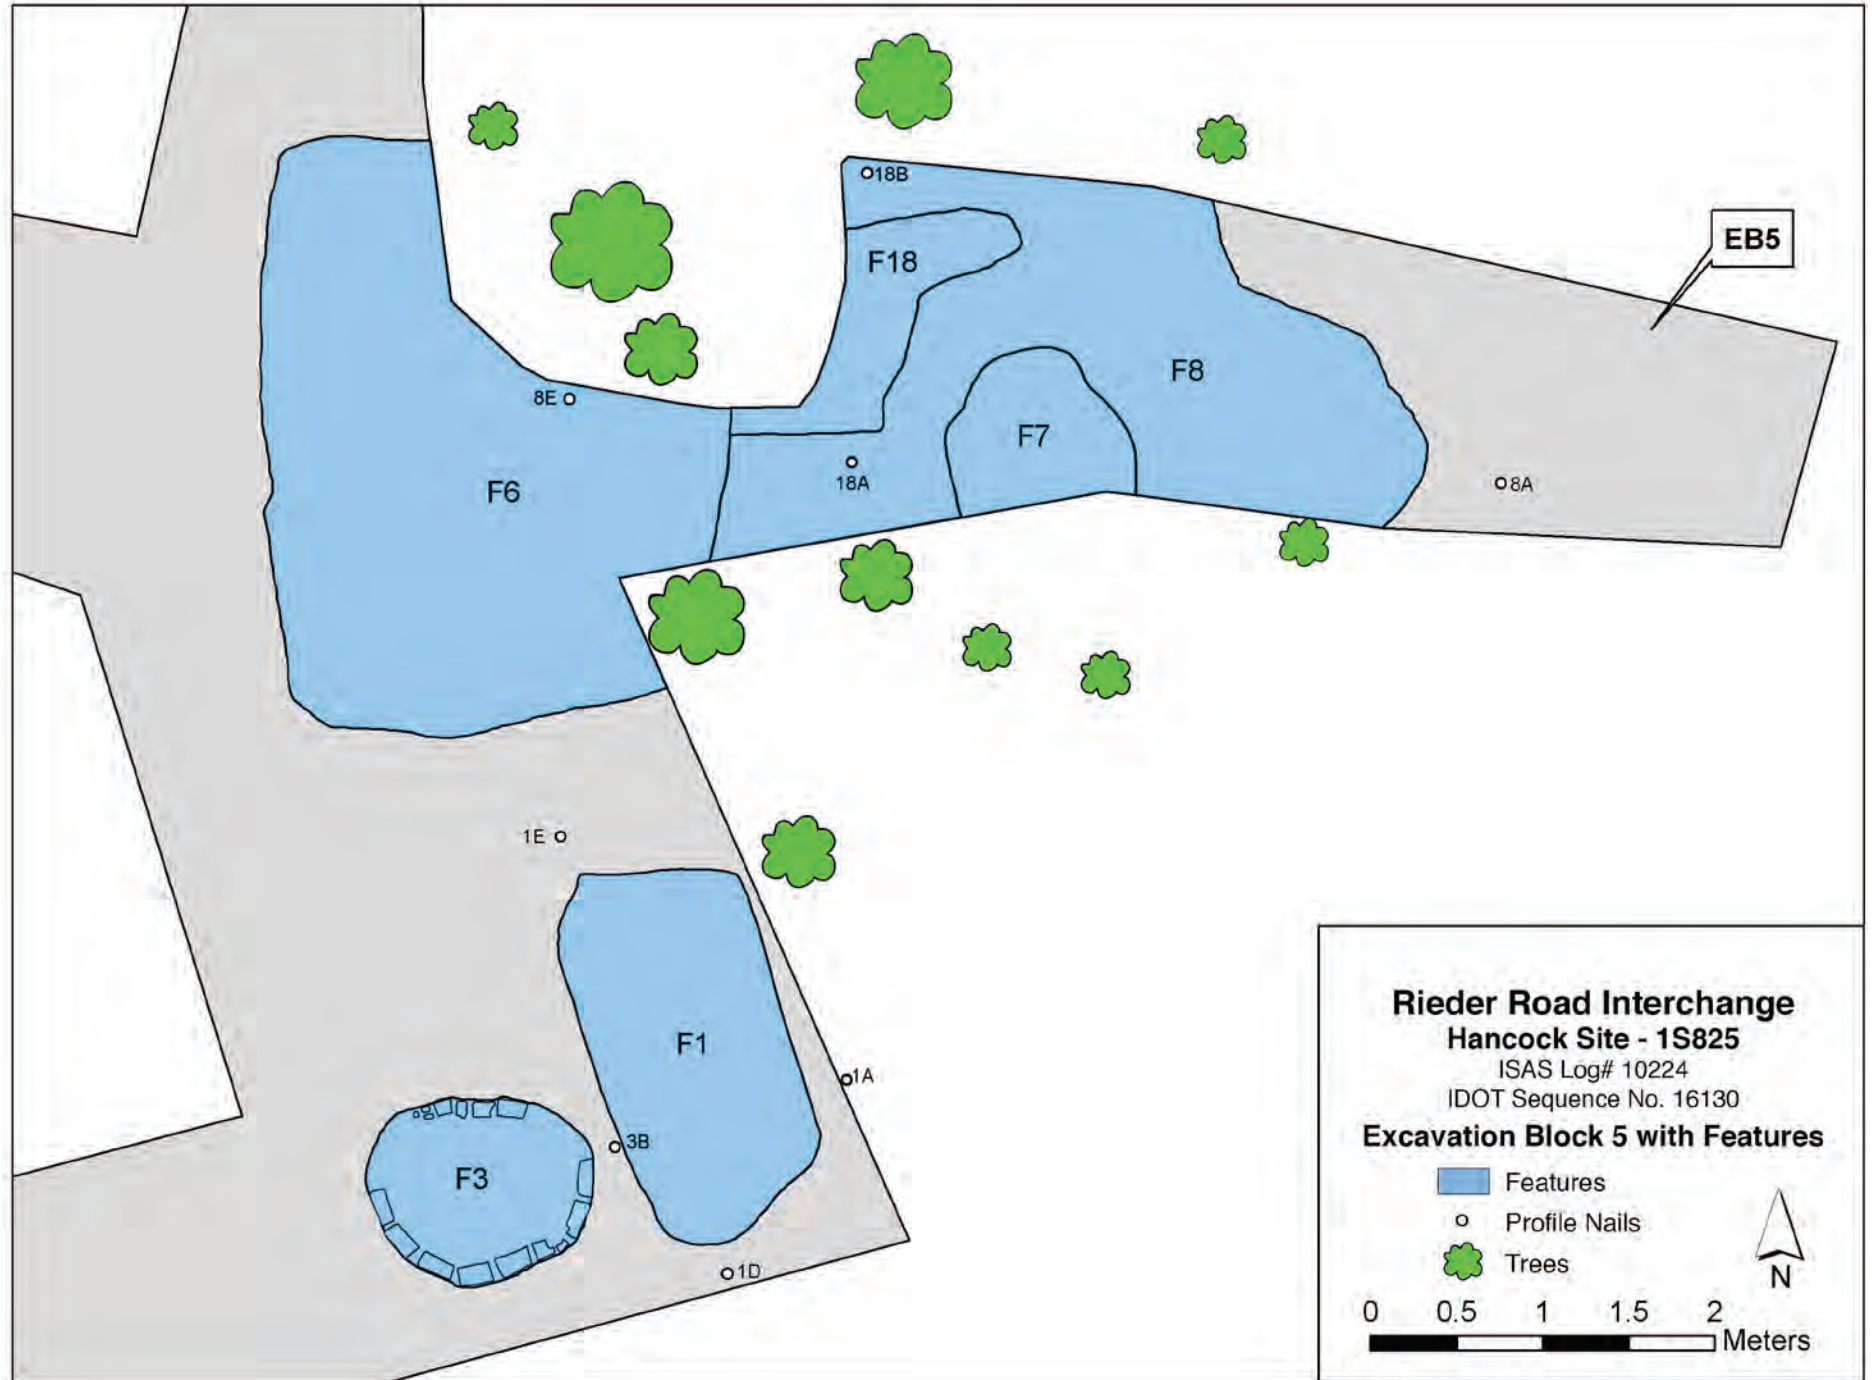 18B
EB5
F18
F8
8E
F7
F6
18A
8A
1E
F1
1A
3B
F3
1D
Rieder Road Interchange
Hancock Site - 1S825
ISAS Log# 10224
IDOT Sequence No. 16130
Excavation Block 5 with Features
Features
Profile Nails
Trees
N
0 0.5 1 1.5 2
Meters